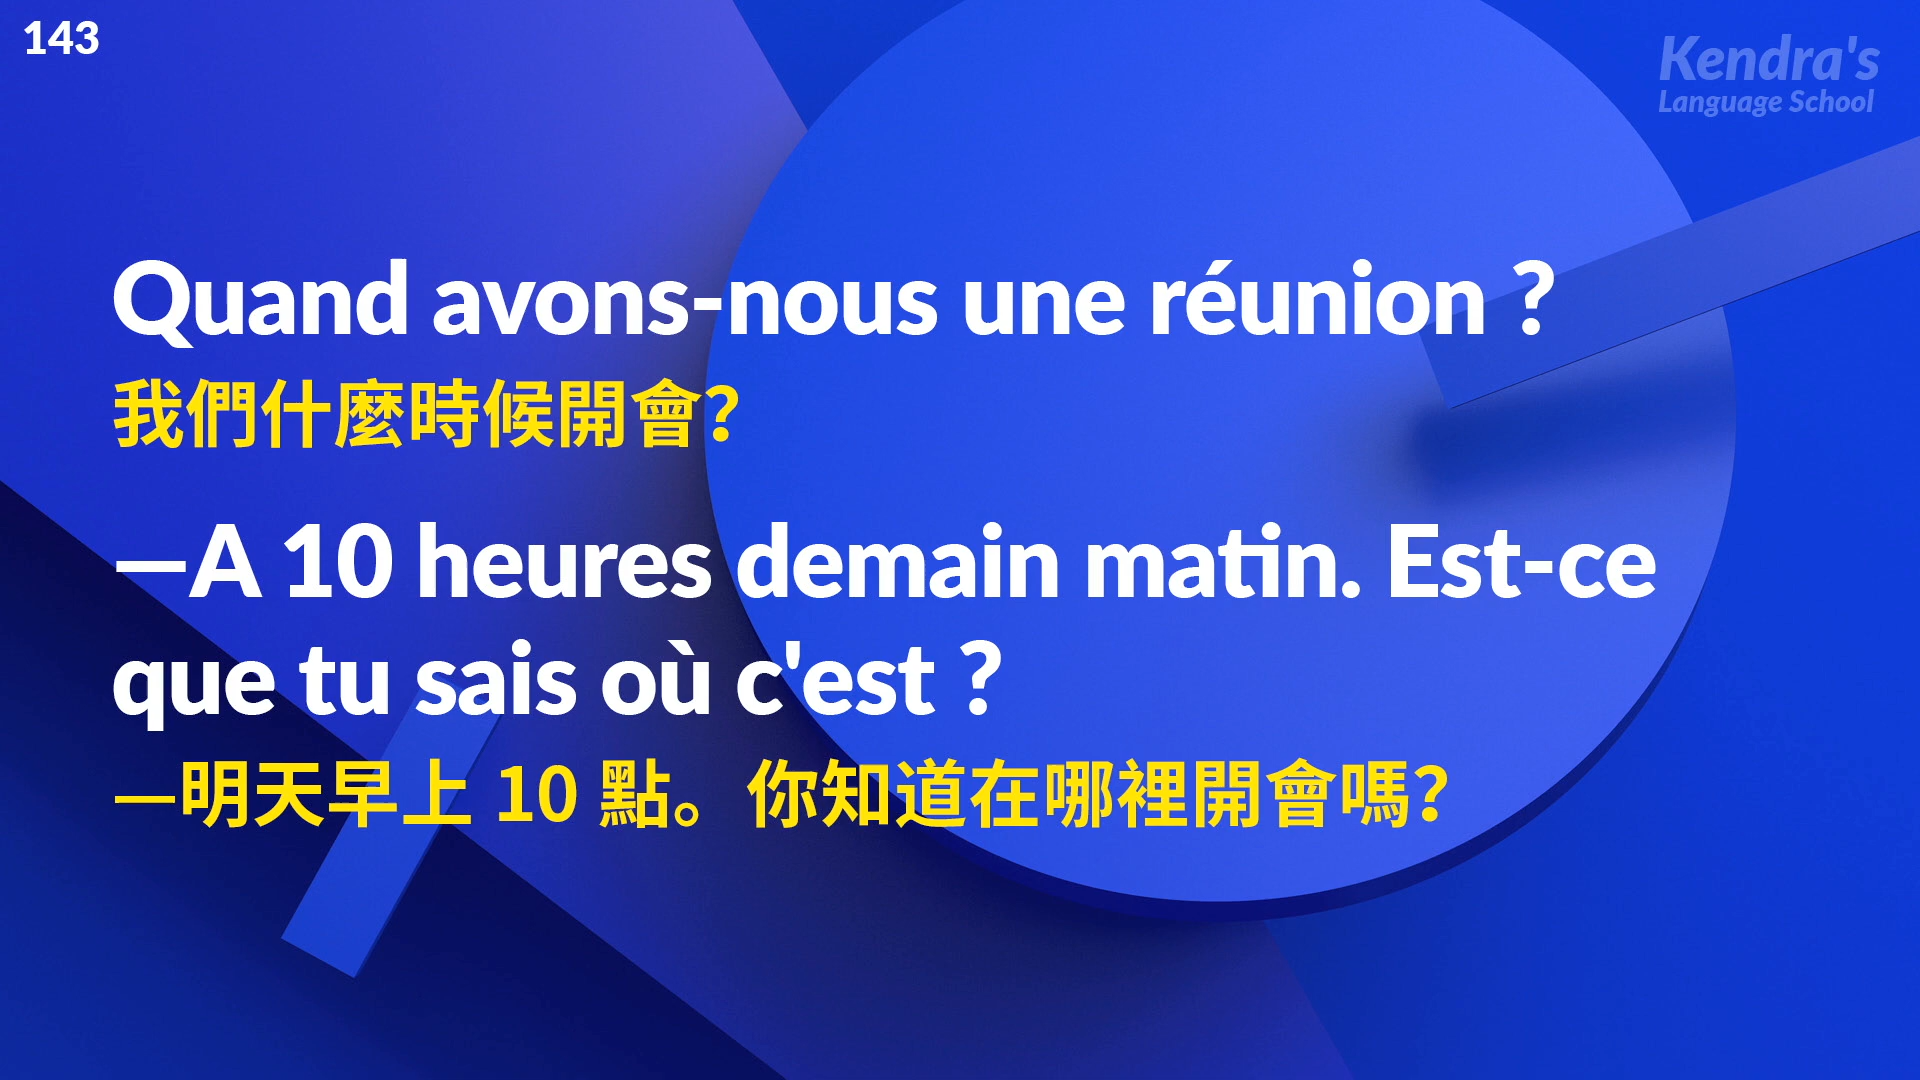 143
Kendra's
Language School
Quand avons-nous une réunion ?
我們什麼時候開會?
—A 10 heures demain matin. Est-ce
que tu sais où c'est ?
—明天早上 10 點。你知道在哪裡開會嗎?